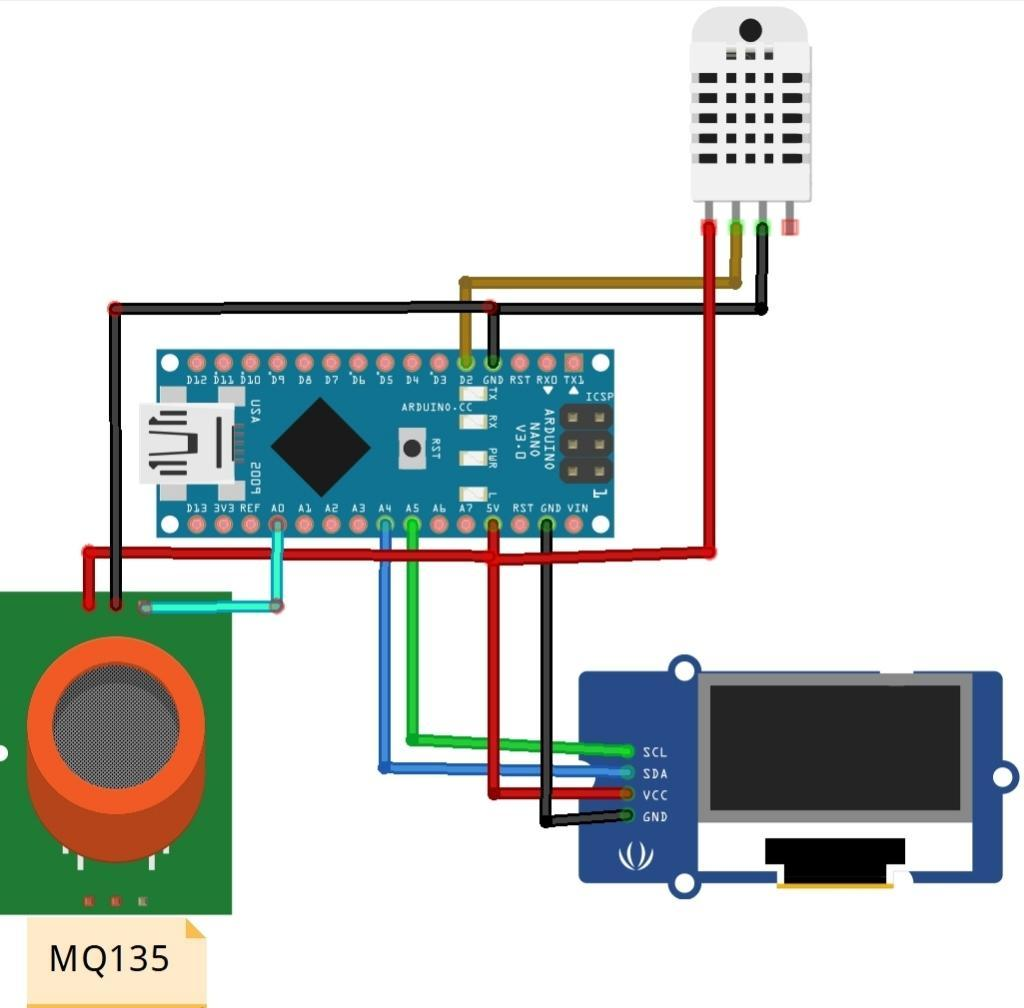 D12 D11 D10 D9 D8 D7 D6 D5 D4 D3 D2 GND RST RX0 TX1
ICSP
TX
ARDUINO.CC
USA
RX
RST
ARDUINO
NANO
V3.0
PWR
2009
L
1
D13 3V3 REF A0 A1 A2 A3 A4 A5 A6 A7 5V RST GND VIN
SCL
SDA
VCC
GND
MQ135